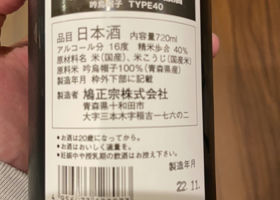 吟烏帽子 TYPE40
品目 日本酒 内容量720ml
アルコール分 16度 精米歩合 40%
原材料名 米(国産)、米こうじ(国産米)
原料米 吟烏帽子100%(青森県産)
製造年月 枠外下部に記載
製造者 鳩正宗株式会社
青森県十和田市
大字三本木字稲吉一七六の二
●お酒は20歳になってから。
●お酒はおいしく適量を。
●妊娠中や授乳期の飲酒はお控え下さい。
製造年月
22.11.